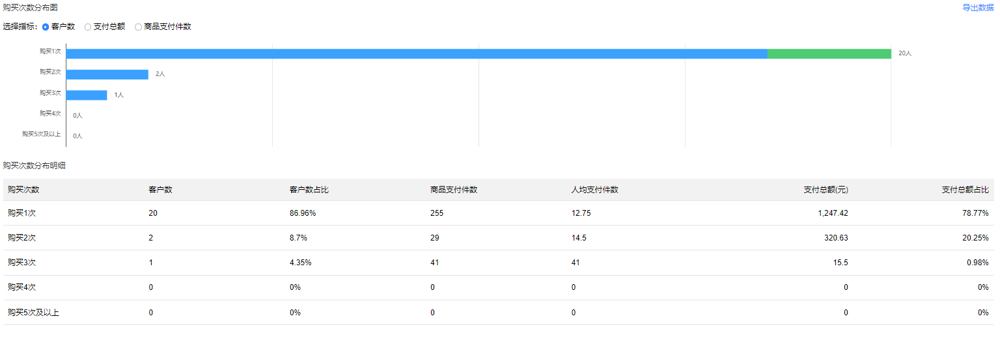 购买次数分布图 导出数据
选择指标: 客户数 支付总额 商品支付件数
购买1次 20人
购买2次 2人
购买3次 1人
购买4次 0人
购买5次及以上 0人
购买次数分布明细
购买次数 客户数 客户数占比 商品支付件数 人均支付件数 支付总额(元) 支付总额占比
购买1次 20 86.96% 255 12.75 1,247.42 78.77%
购买2次 2 8.7% 29 14.5 320.63 20.25%
购买3次 1 4.35% 41 41 15.5 0.98%
购买4次 0 0% 0 0 0 0%
购买5次及以上 0 0% 0 0 0 0%